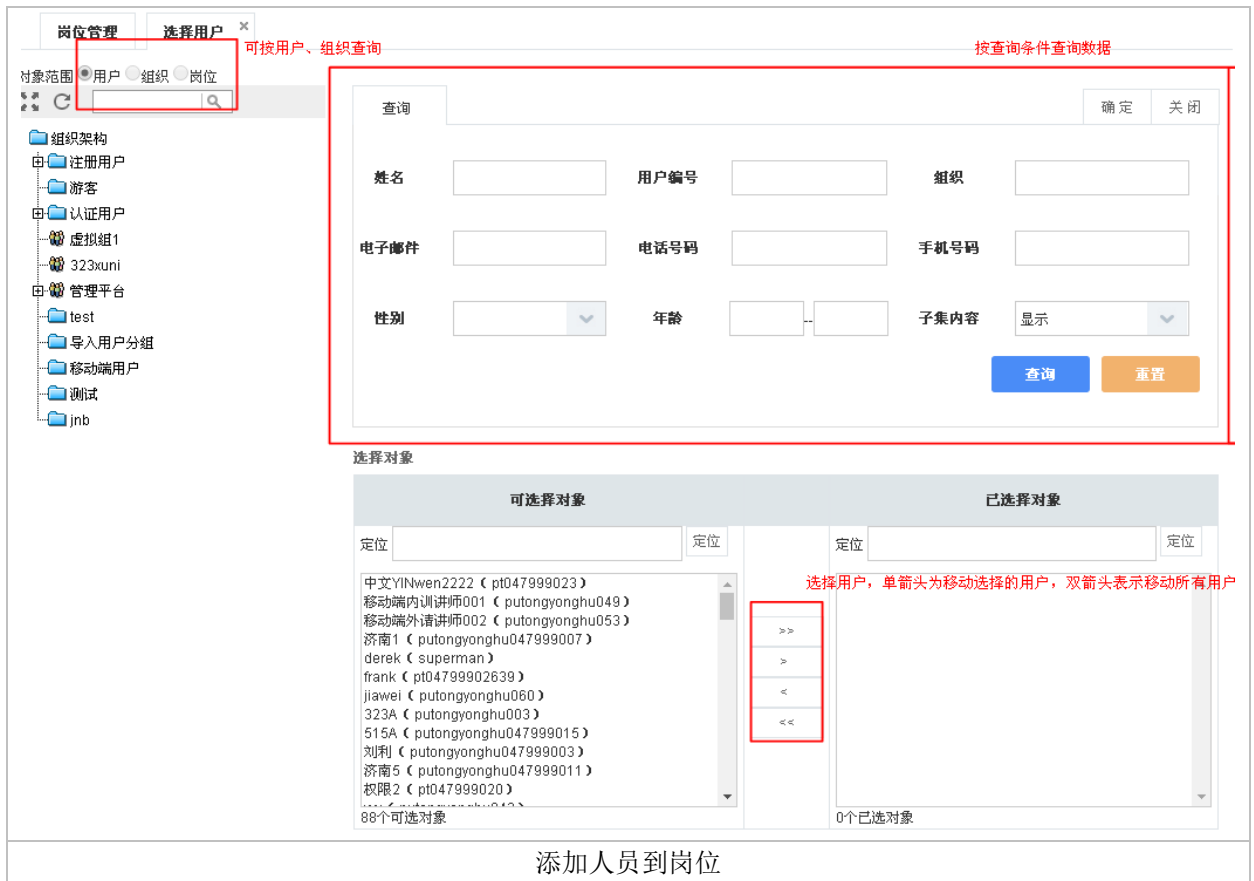 岗位管理
选择用户 ×
可按用户、组织查询
按查询条件查询数据
对象范围 用户 组织 岗位
查询
确定
关闭
组织架构
注册用户
游客
认证用户
虚拟组1
323xuni
管理平台
test
导入用户分组
移动端用户
测试
jnb
姓名
用户编号
组织
电子邮件
电话号码
手机号码
性别
年龄
--
子集内容
显示
查询
重置
选择对象
可选择对象
已选择对象
定位
定位
定位
定位
选择用户，单箭头为移动选择的用户，双箭头表示移动所有用户
中文YINwen2222（pt047999023）
移动端内训讲师001（putongyonghu049）
移动端外请讲师002（putongyonghu053）
济南1（putongyonghu047999007）
derek（superman）
frank（pt04799902639）
jiawei（putongyonghu060）
323A（putongyonghu003）
515A（putongyonghu047999015）
刘利（putongyonghu047999003）
济南5（putongyonghu047999011）
权限2（pt047999020）
>>
>
<
<<
88个可选对象
0个已选对象
添加人员到岗位